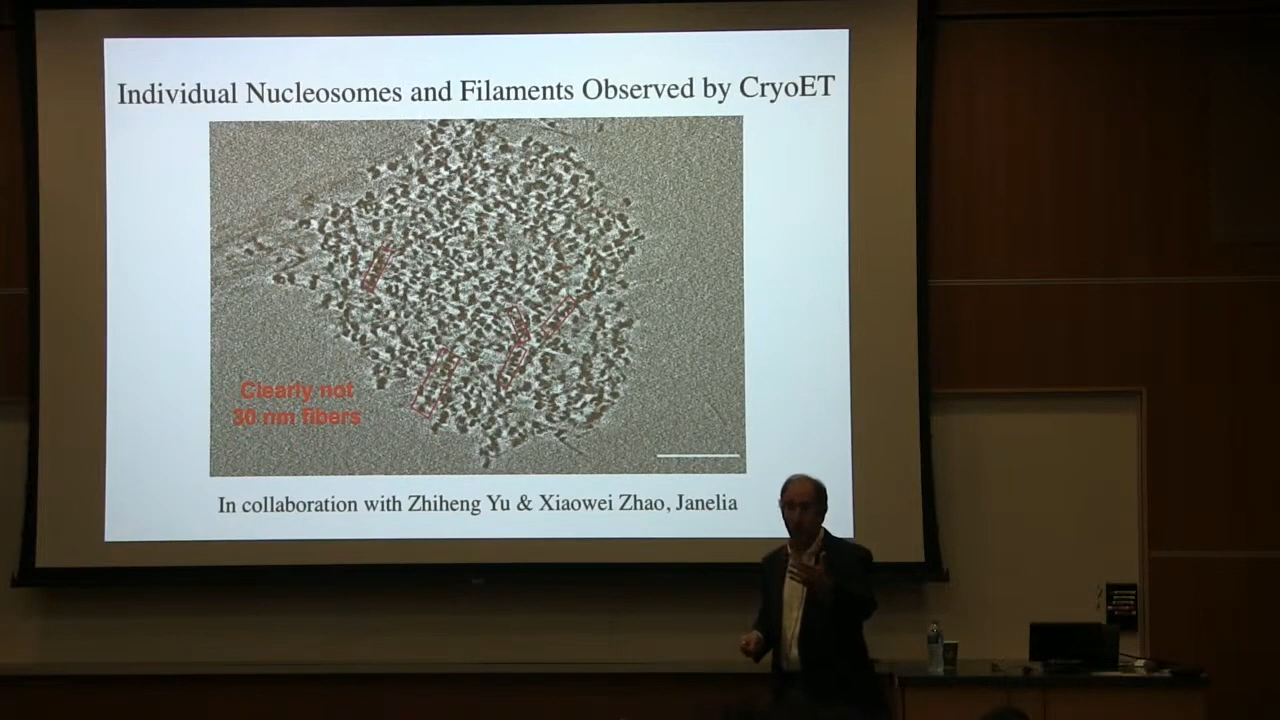 Individual Nucleosomes and Filaments Observed by CryoET
Clearly not
30 nm fibers
In collaboration with Zhiheng Yu & Xiaowei Zhao, Janelia